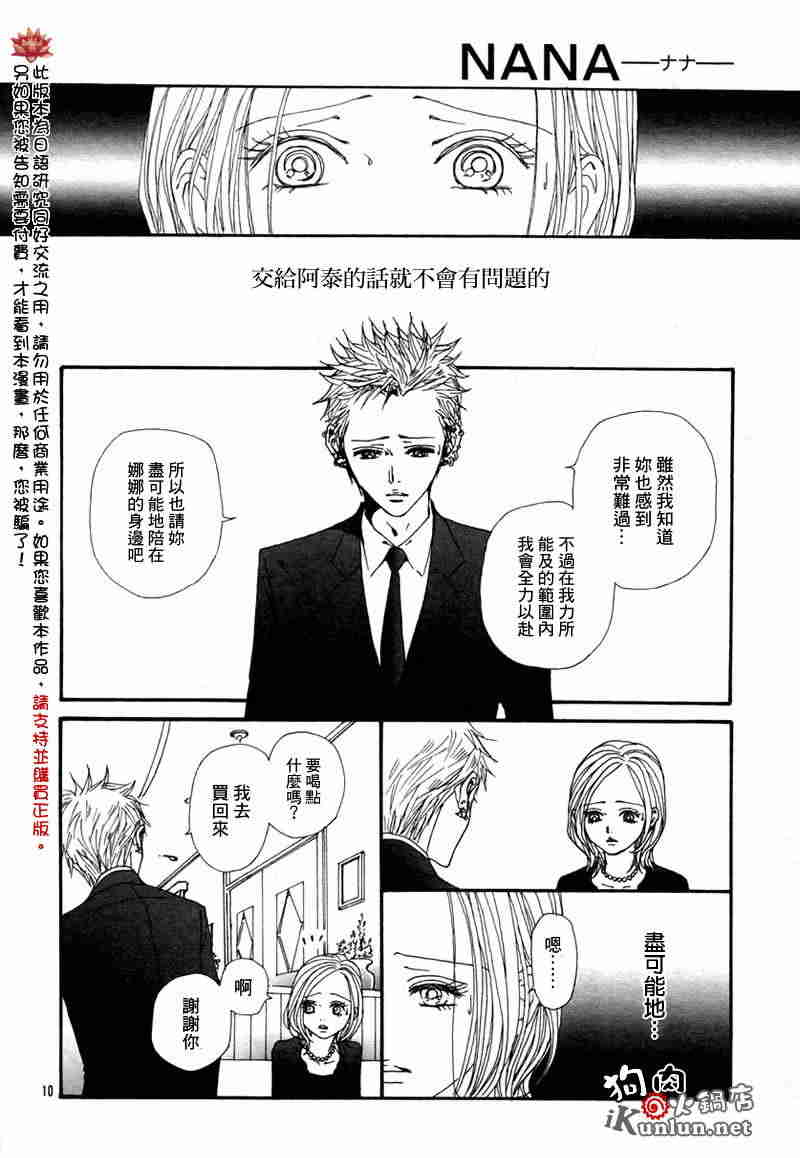 NANA—ナナ—
此版本為日語研究同好交流之用，請勿用於任何商業用途。如果您喜歡本作品，請支持並購買正版。
另如果您被告知需要付費，才能看到本漫畫，那麼，您被騙了！
交給阿泰的話就不會有問題的
雖然我知道
妳也感到
非常難過…
不過在我力所
能及的範圍內
我會全力以赴
所以也請妳
盡可能地陪在
娜娜的身邊吧
盡可能地…
嗯…
要喝點
什麼嗎？
我去
買回來
啊
謝謝你
10
狗肉
火鍋店
iKunlun.net